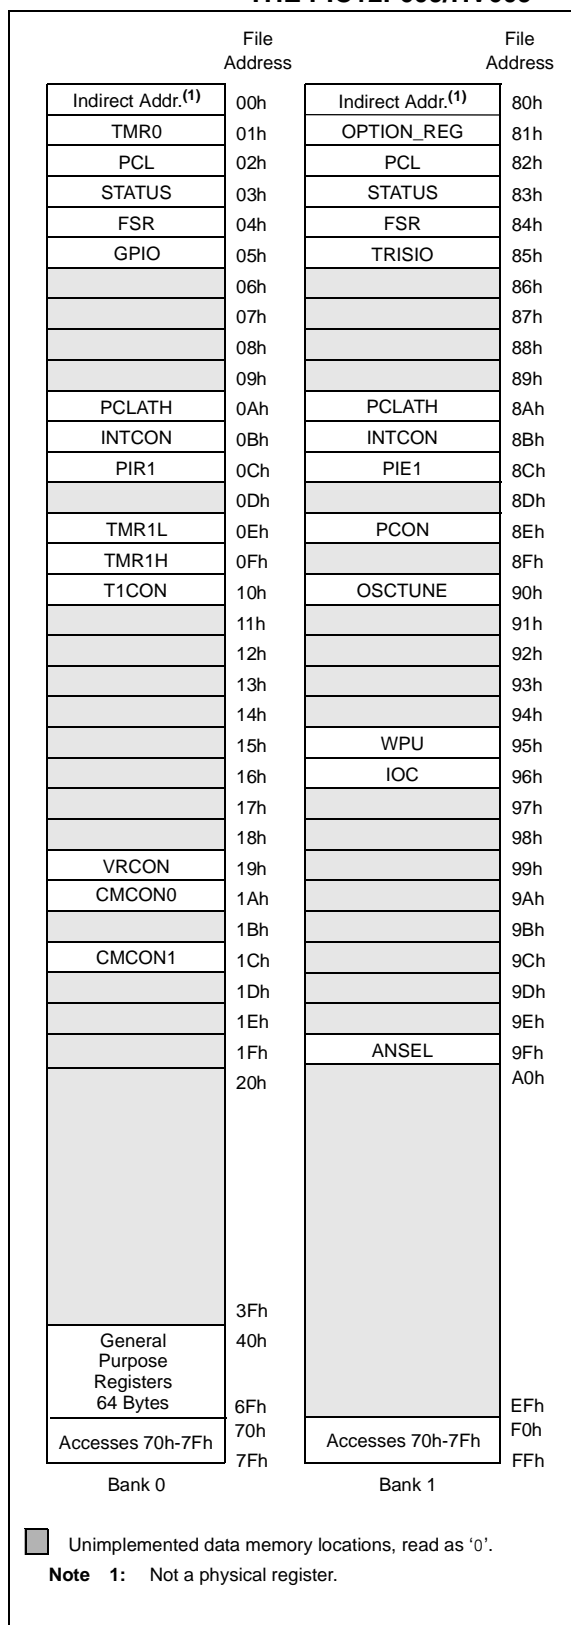 File File
Address Address
Indirect Addr.(1) 00h Indirect Addr.(1) 80h
TMR0 01h OPTION_REG 81h
PCL 02h PCL 82h
STATUS 03h STATUS 83h
FSR 04h FSR 84h
GPIO 05h TRISIO 85h
06h 86h
07h 87h
08h 88h
09h 89h
PCLATH 0Ah PCLATH 8Ah
INTCON 0Bh INTCON 8Bh
PIR1 0Ch PIE1 8Ch
0Dh 8Dh
TMR1L 0Eh PCON 8Eh
TMR1H 0Fh 8Fh
T1CON 10h OSCTUNE 90h
11h 91h
12h 92h
13h 93h
14h 94h
15h WPU 95h
16h IOC 96h
17h 97h
18h 98h
VRCON 19h 99h
CMCON0 1Ah 9Ah
1Bh 9Bh
CMCON1 1Ch 9Ch
1Dh 9Dh
1Eh 9Eh
1Fh ANSEL 9Fh
20h A0h
3Fh
General 40h
Purpose
Registers
64 Bytes 6Fh EFh
70h F0h
Accesses 70h-7Fh Accesses 70h-7Fh
7Fh FFh
Bank 0 Bank 1
Unimplemented data memory locations, read as ‘0’.
Note 1: Not a physical register.